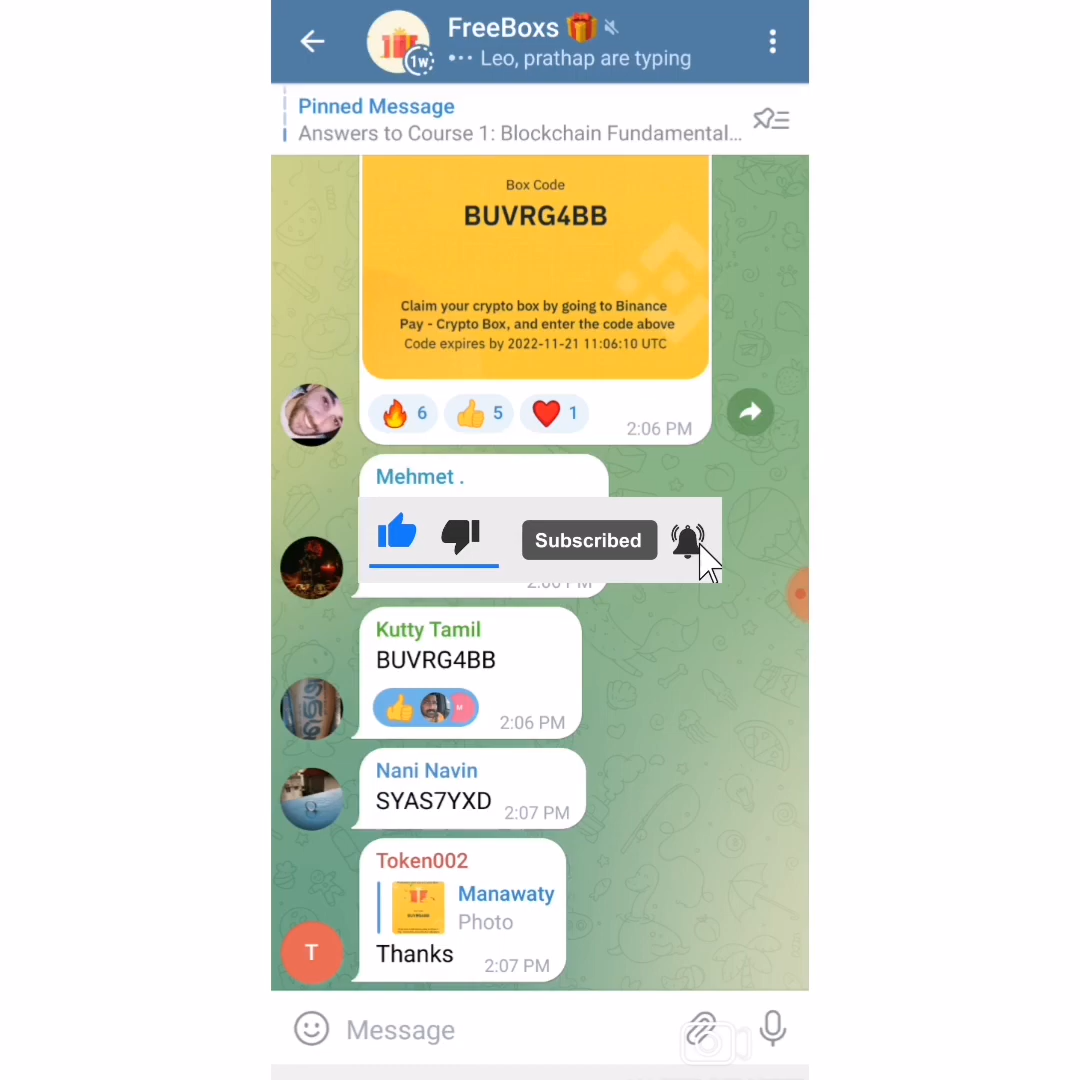 FreeBoxs 🎁
1w
••• Leo, prathap are typing
Pinned Message
Answers to Course 1: Blockchain Fundamental...
Box Code
BUVRG4BB
Claim your crypto box by going to Binance
Pay - Crypto Box, and enter the code above
Code expires by 2022-11-21 11:06:10 UTC
🔥 6 👍 5 ❤️ 1
2:06 PM
Mehmet .
Subscribed
Kutty Tamil
BUVRG4BB
M
2:06 PM
Nani Navin
SYAS7YXD 2:07 PM
Token002
Manawaty
Photo
T
Thanks 2:07 PM
Message